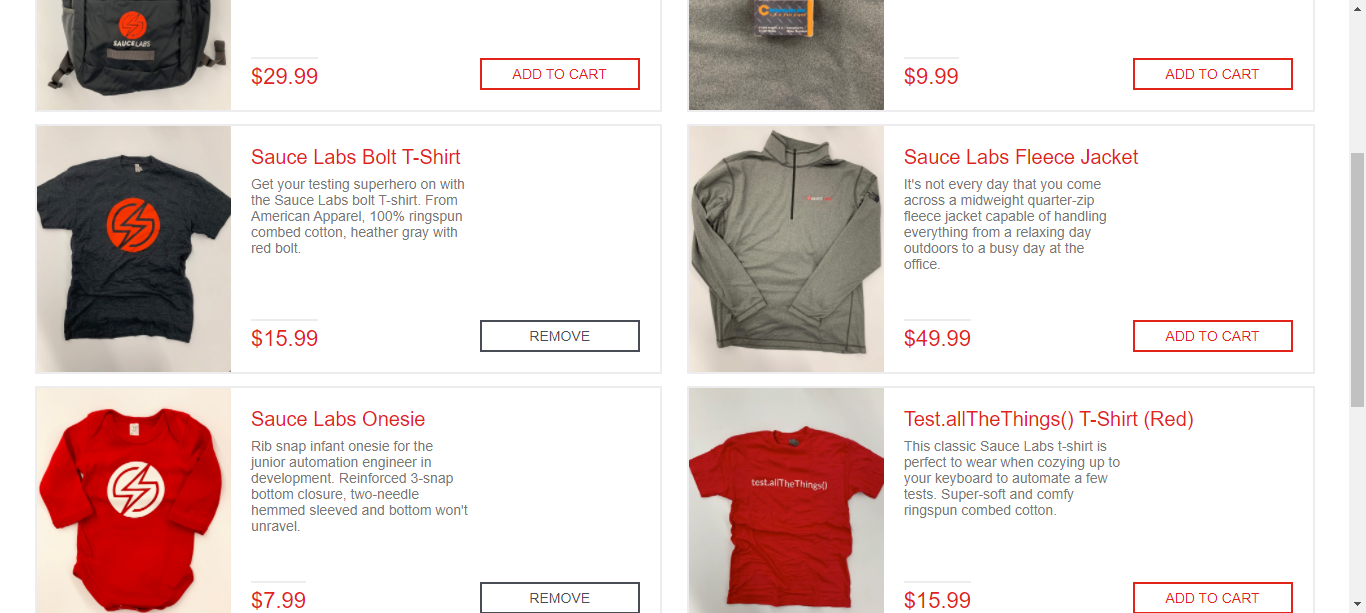 SAUCE LABS
$29.99
ADD TO CART
$9.99
ADD TO CART
Sauce Labs Bolt T-Shirt
Get your testing superhero on with
the Sauce Labs bolt T-shirt. From
American Apparel, 100% ringspun
combed cotton, heather gray with
red bolt.
$15.99
REMOVE
Sauce Labs Fleece Jacket
It's not every day that you come
across a midweight quarter-zip
fleece jacket capable of handling
everything from a relaxing day
outdoors to a busy day at the
office.
$49.99
ADD TO CART
Sauce Labs Onesie
Rib snap infant onesie for the
junior automation engineer in
development. Reinforced 3-snap
bottom closure, two-needle
hemmed sleeved and bottom won't
unravel.
$7.99
REMOVE
test.allTheThings()
Test.allTheThings() T-Shirt (Red)
This classic Sauce Labs t-shirt is
perfect to wear when cozying up to
your keyboard to automate a few
tests. Super-soft and comfy
ringspun combed cotton.
$15.99
ADD TO CART